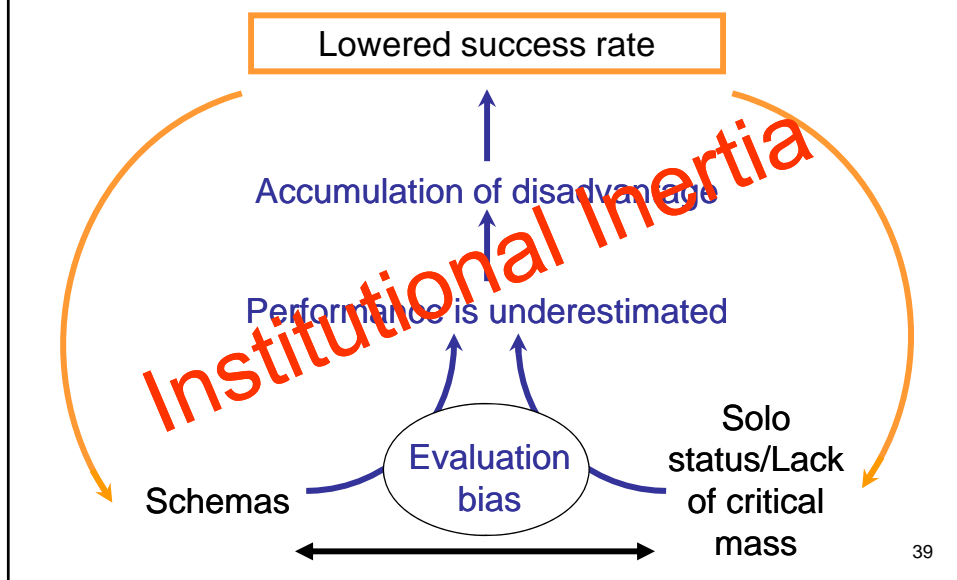 Lowered success rate
Institutional Inertia
Accumulation of disadvantage
Performance is underestimated
Evaluation
bias
Schemas
Solo
status/Lack
of critical
mass
39